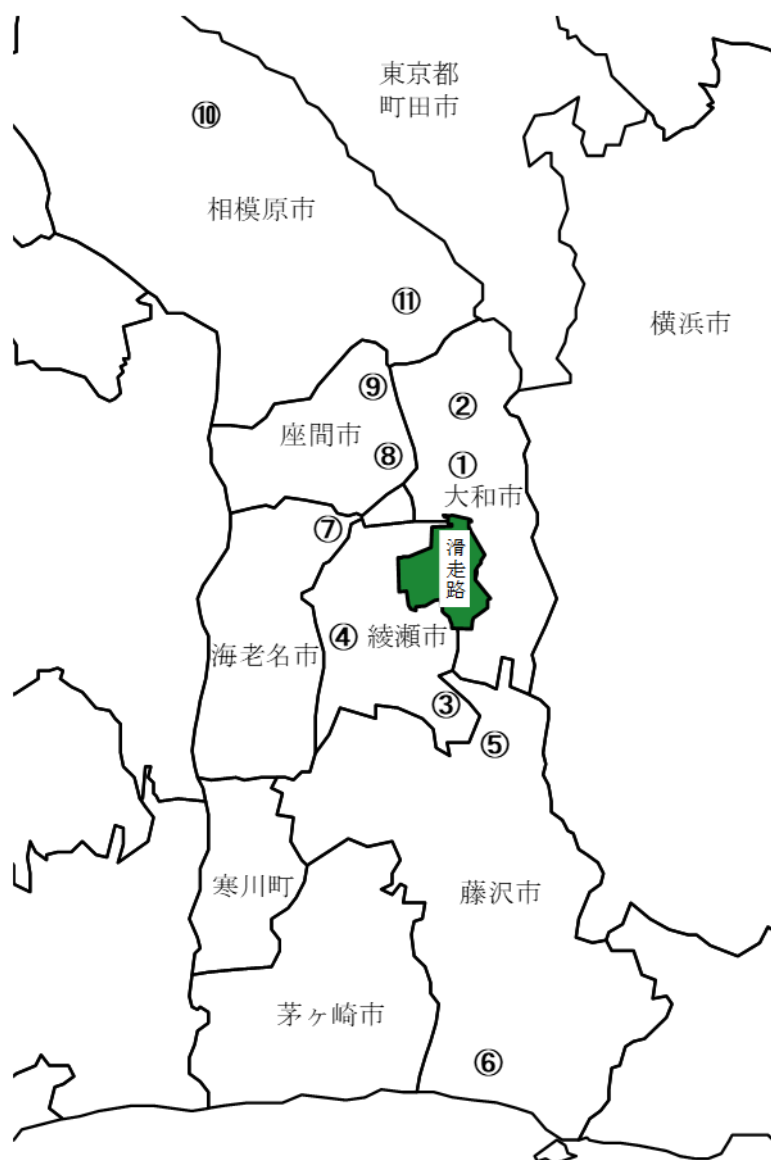 東京都
町田市
⑩
相模原市
⑪
横浜市
⑨
②
座間市
⑧
①
大和市
⑦
滑走路
④
綾瀬市
海老名市
③
⑤
寒川町
藤沢市
茅ヶ崎市
⑥